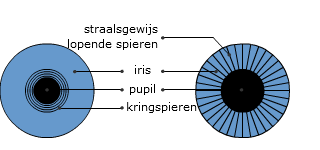 straalsgewijs
lopende spieren
iris
pupil
kringspieren